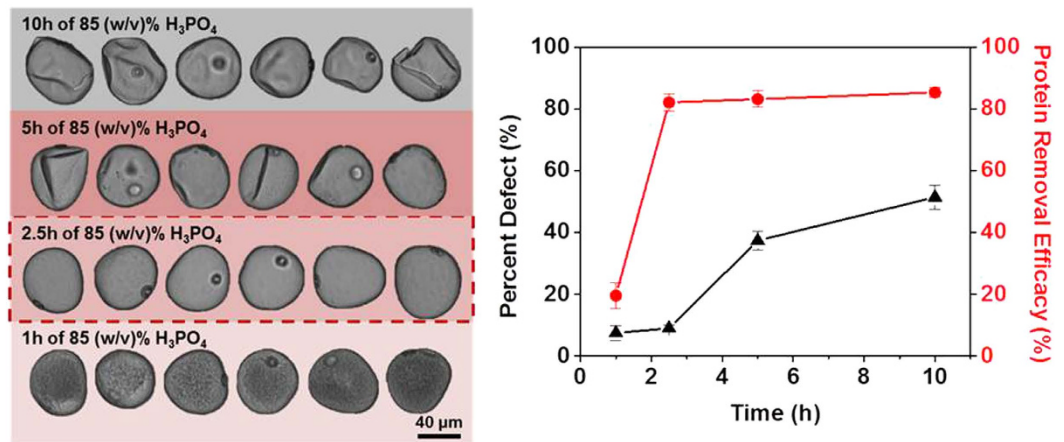 10h of 85 (w/v)% H₃PO₄
5h of 85 (w/v)% H₃PO₄
2.5h of 85 (w/v)% H₃PO₄
1h of 85 (w/v)% H₃PO₄
40 µm
Percent Defect (%)
100
80
60
40
20
0
0 2 4 6 8 10
Time (h)
100
80
60
40
20
0
Protein Removal Efficacy (%)